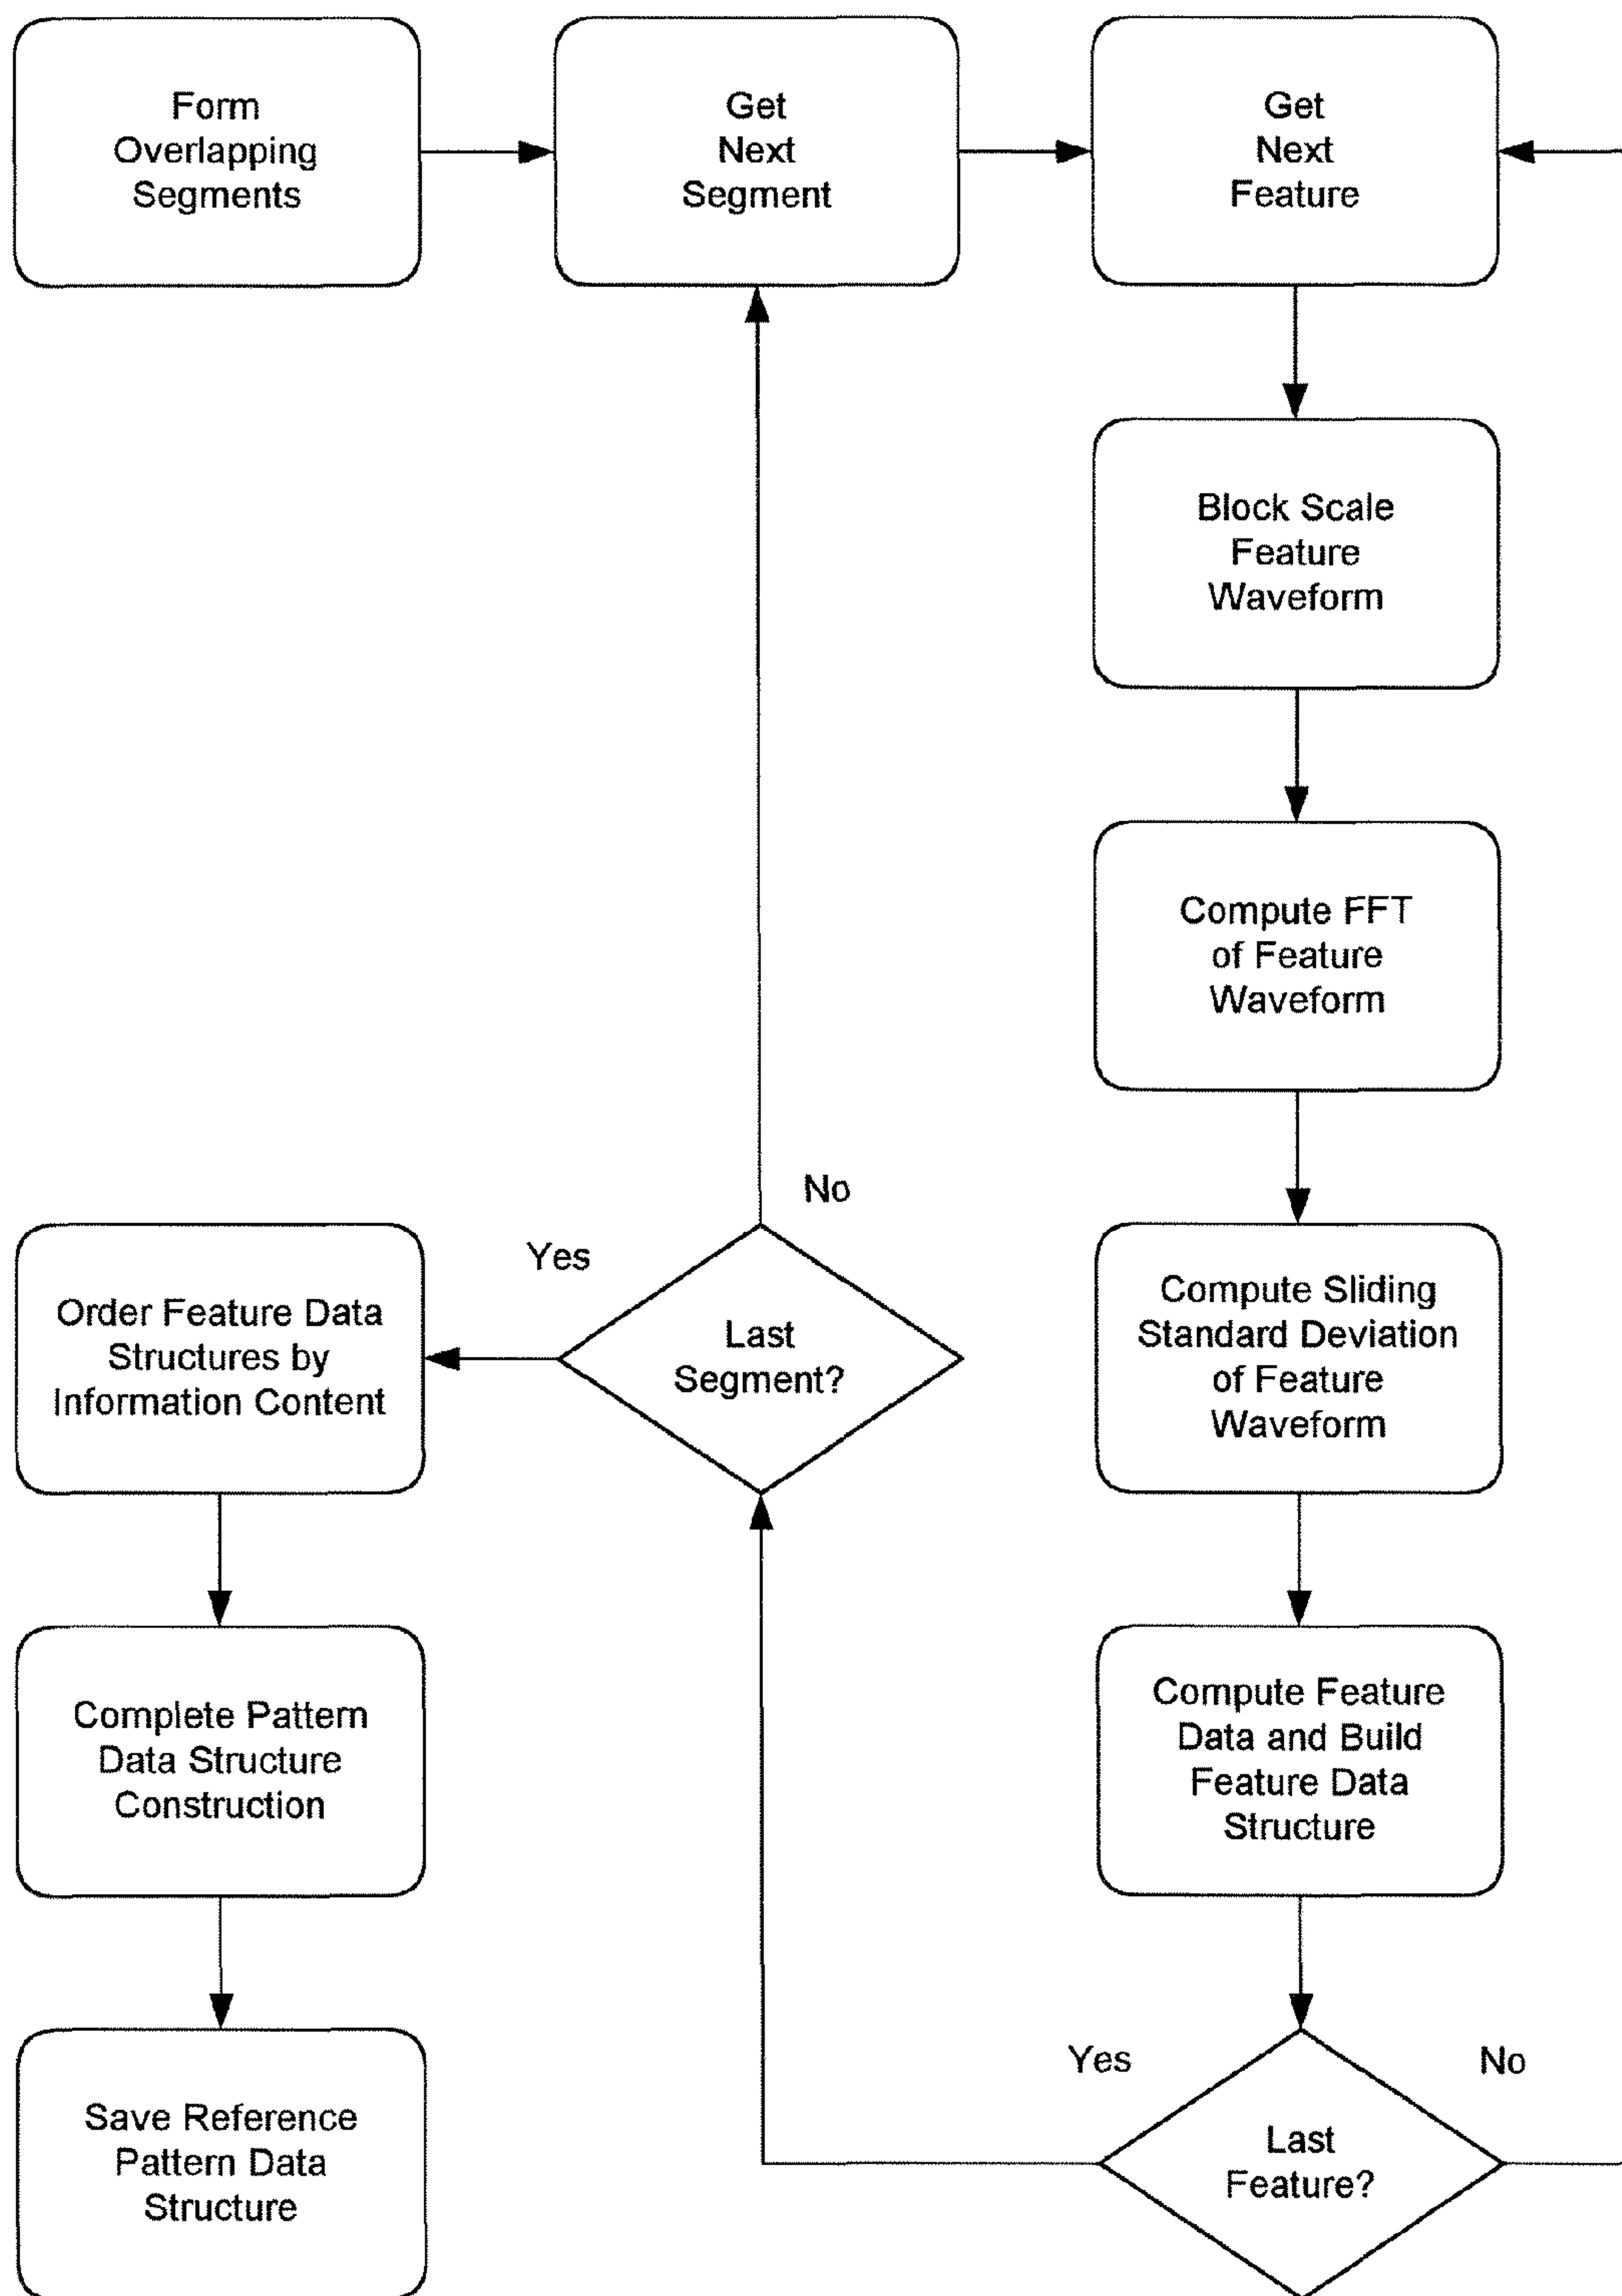 Form
Overlapping
Segments
Get
Next
Segment
Get
Next
Feature
Block Scale
Feature
Waveform
Compute FFT
of Feature
Waveform
Compute Sliding
Standard Deviation
of Feature
Waveform
Compute Feature
Data and Build
Feature Data
Structure
Last
Feature?
Yes
No
Last
Segment?
No
Yes
Order Feature Data
Structures by
Information Content
Complete Pattern
Data Structure
Construction
Save Reference
Pattern Data
Structure